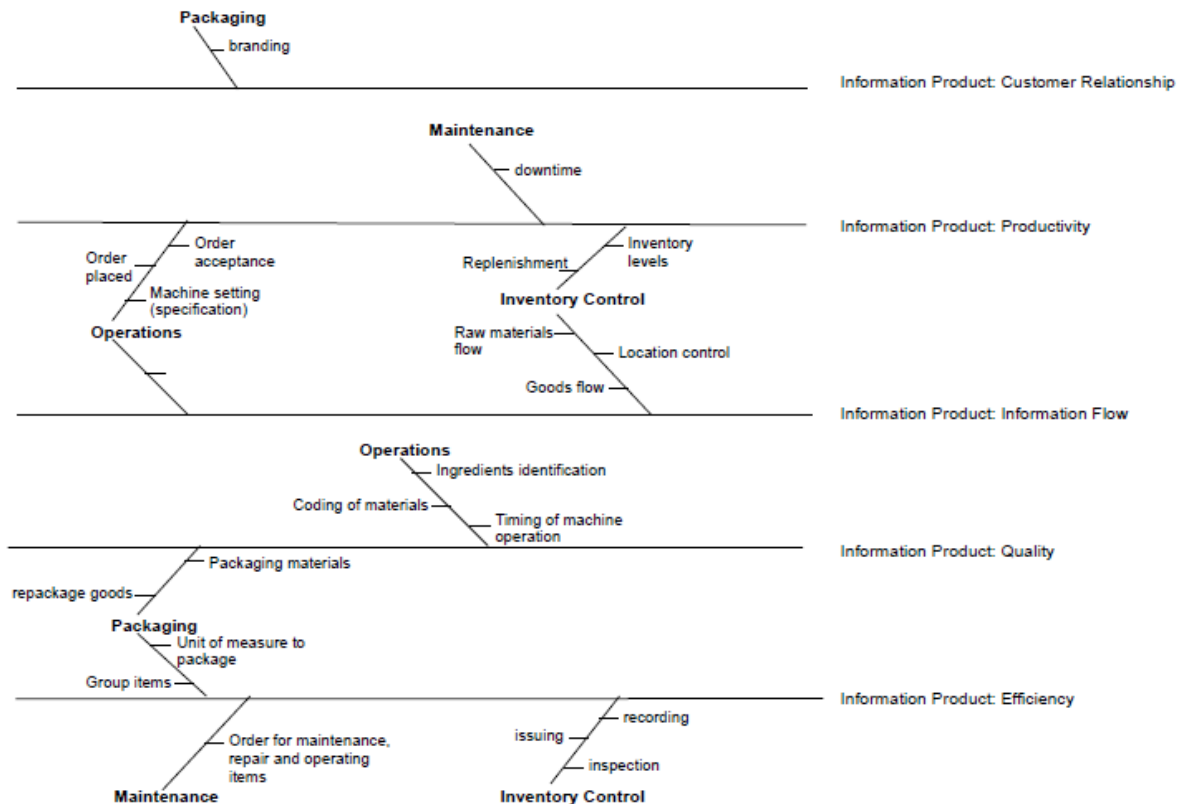 Packaging
branding
Information Product: Customer Relationship
Maintenance
downtime
Information Product: Productivity
Order
acceptance
Order
placed
Machine setting
(specification)
Operations
Inventory
levels
Replenishment
Inventory Control
Raw materials
flow
Location control
Goods flow
Information Product: Information Flow
Operations
Ingredients identification
Coding of materials
Timing of machine
operation
Information Product: Quality
Packaging materials
repackage goods
Packaging
Unit of measure to
package
Group items
Information Product: Efficiency
Order for maintenance,
repair and operating
items
Maintenance
recording
issuing
inspection
Inventory Control